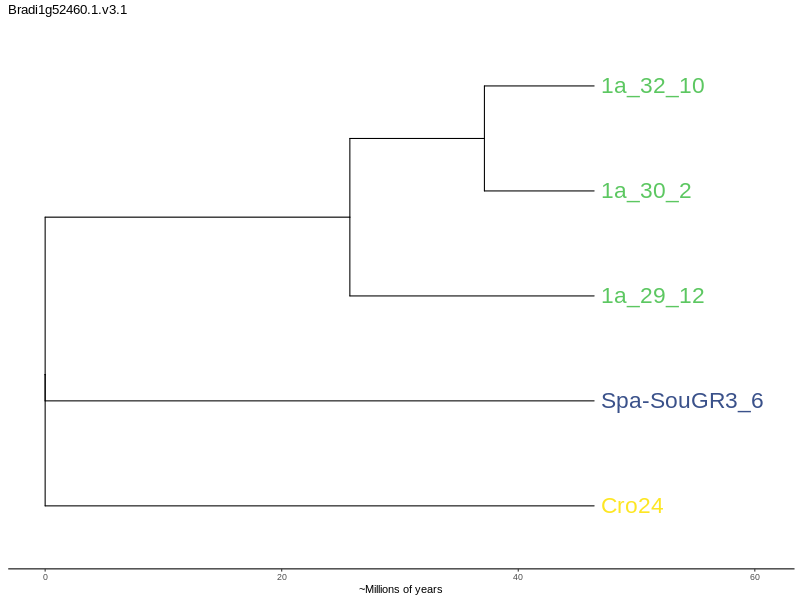 Bradi1g52460.1.v3.1
1a_32_10
1a_30_2
1a_29_12
Spa-SouGR3_6
Cro24
0 20 40 60
~Millions of years